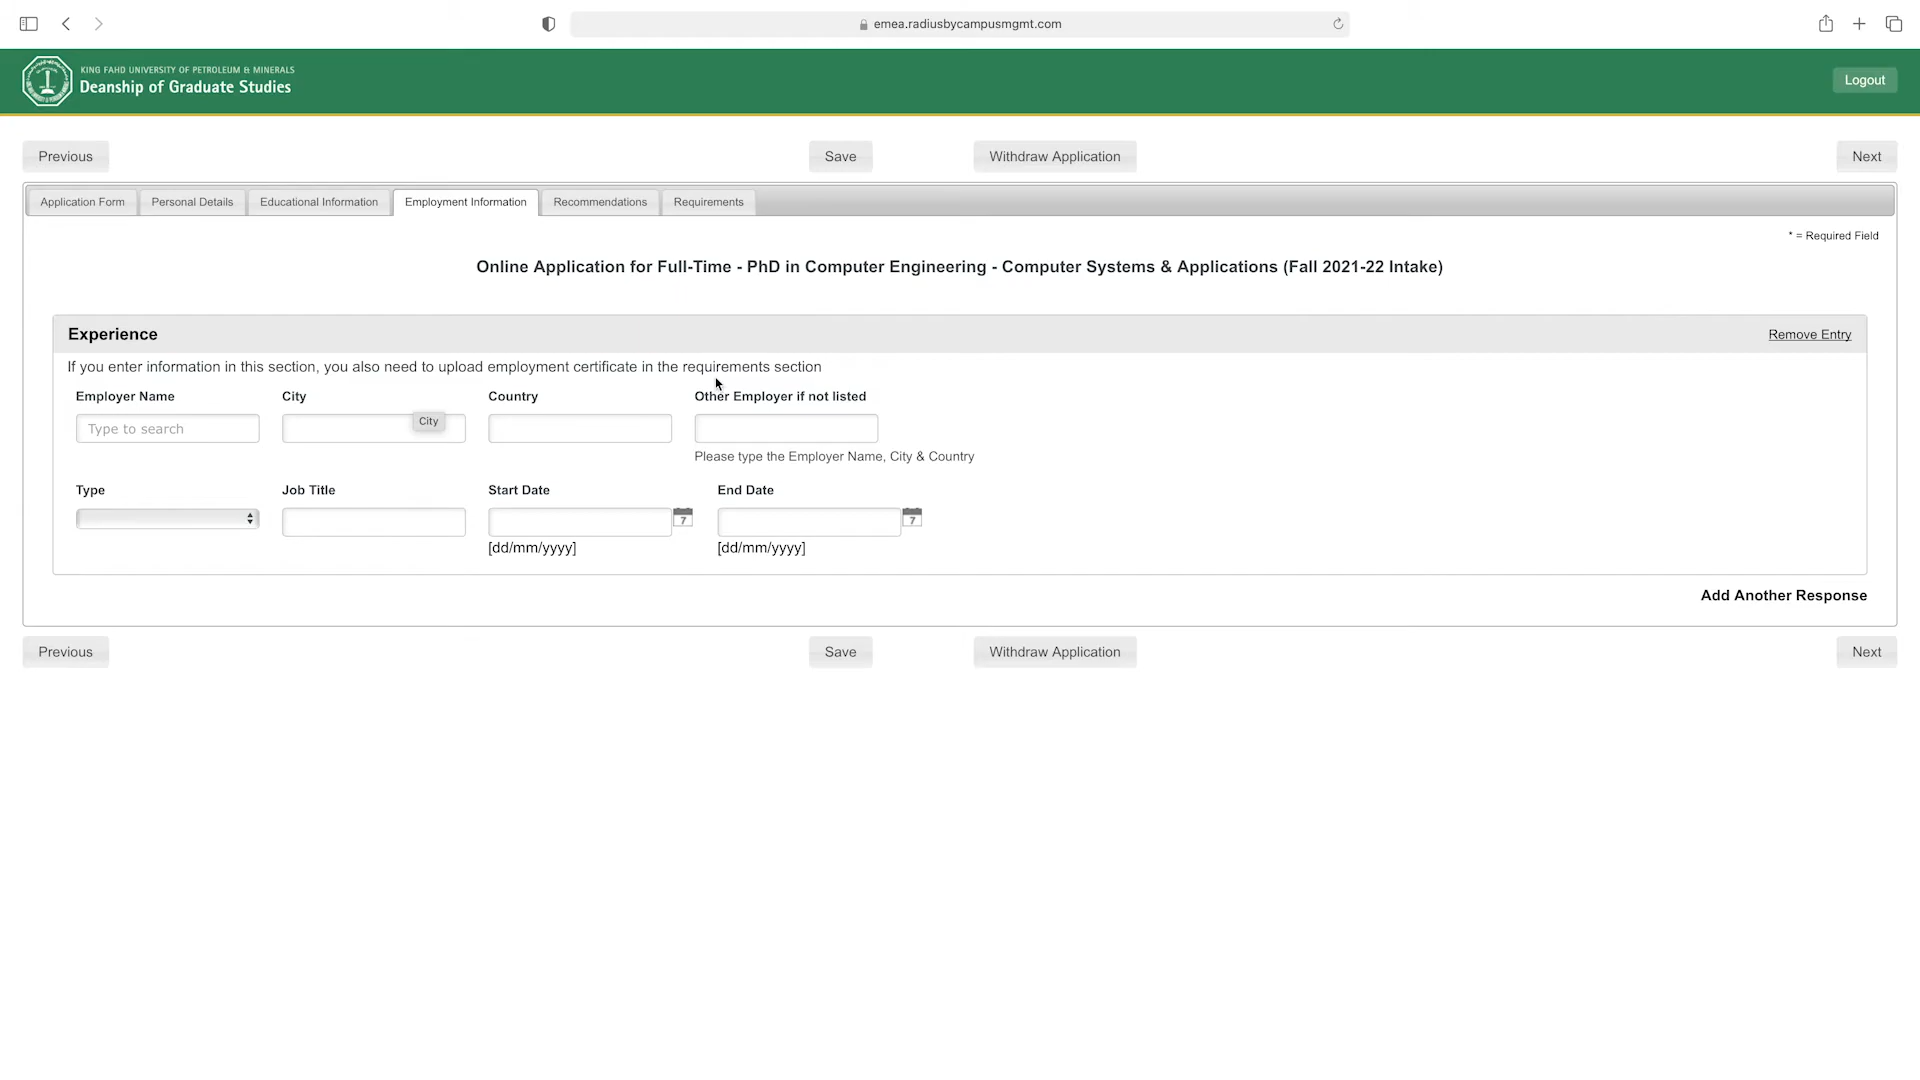 emea.radiusbycampusmgmt.com
KING FAHD UNIVERSITY OF PETROLEUM & MINERALS
Deanship of Graduate Studies
Logout
Previous
Save
Withdraw Application
Next
Application Form
Personal Details
Educational Information
Employment Information
Recommendations
Requirements
* = Required Field
Online Application for Full-Time - PhD in Computer Engineering - Computer Systems & Applications (Fall 2021-22 Intake)
Experience
Remove Entry
If you enter information in this section, you also need to upload employment certificate in the requirements section
Employer Name
City
Country
Other Employer if not listed
Type to search
City
Please type the Employer Name, City & Country
Type
Job Title
Start Date
End Date
7
7
[dd/mm/yyyy]
[dd/mm/yyyy]
Add Another Response
Previous
Save
Withdraw Application
Next